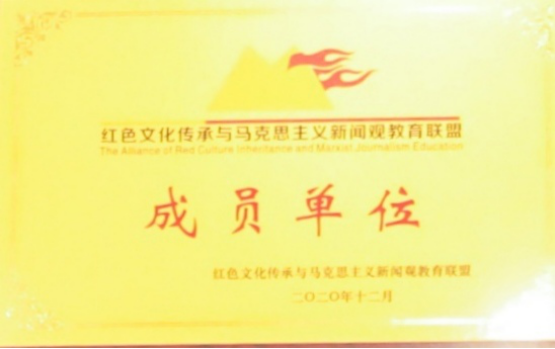 红色文化传承与马克思主义新闻观教育联盟
The Alliance of Red Culture Inheritance and Marxist Journalism Education
成员单位
红色文化传承与马克思主义新闻观教育联盟
二〇二〇年十二月